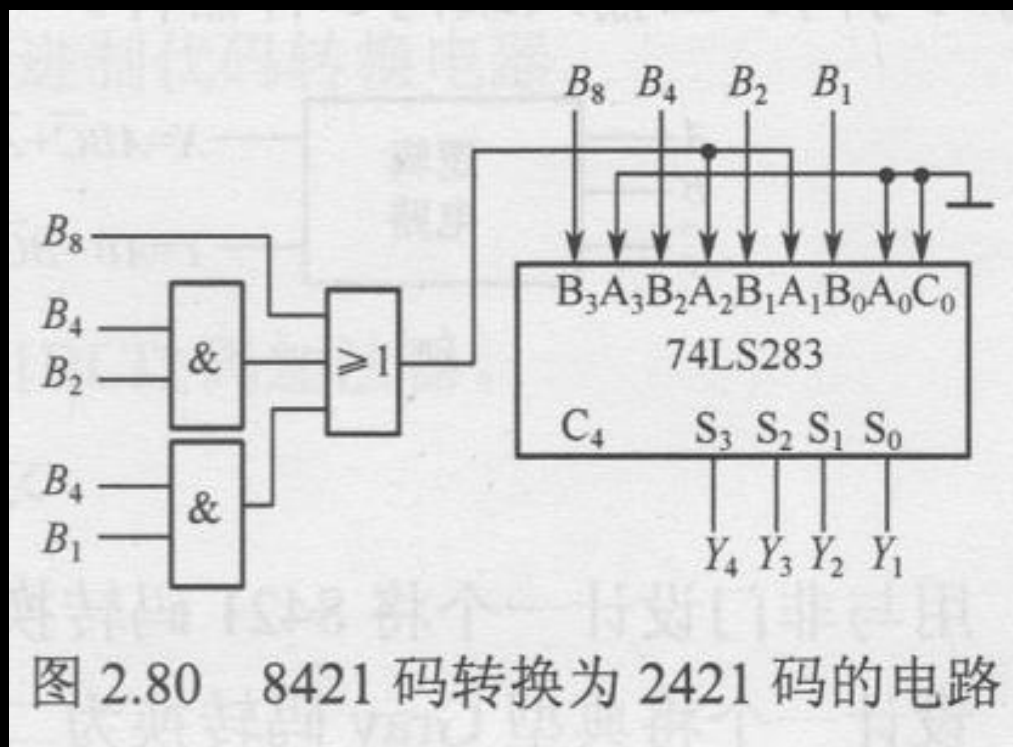 B₈ B₄ B₂ B₁
B₈
B₄
B₂
&
≥1
B₄
B₁
&
B₃A₃B₂A₂B₁A₁B₀A₀C₀
74LS283
C₄ S₃ S₂ S₁ S₀
Y₄ Y₃ Y₂ Y₁
图 2.80 8421 码转换为 2421 码的电路